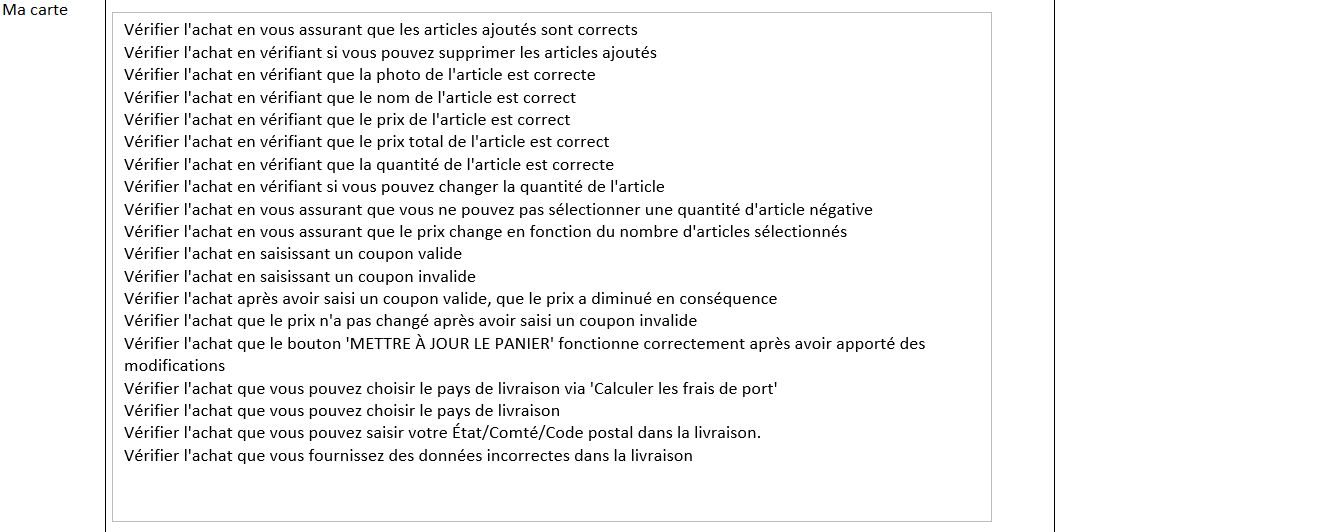 Ma carte
Vérifier l'achat en vous assurant que les articles ajoutés sont corrects
Vérifier l'achat en vérifiant si vous pouvez supprimer les articles ajoutés
Vérifier l'achat en vérifiant que la photo de l'article est correcte
Vérifier l'achat en vérifiant que le nom de l'article est correct
Vérifier l'achat en vérifiant que le prix de l'article est correct
Vérifier l'achat en vérifiant que le prix total de l'article est correct
Vérifier l'achat en vérifiant que la quantité de l'article est correcte
Vérifier l'achat en vérifiant si vous pouvez changer la quantité de l'article
Vérifier l'achat en vous assurant que vous ne pouvez pas sélectionner une quantité d'article négative
Vérifier l'achat en vous assurant que le prix change en fonction du nombre d'articles sélectionnés
Vérifier l'achat en saisissant un coupon valide
Vérifier l'achat en saisissant un coupon invalide
Vérifier l'achat après avoir saisi un coupon valide, que le prix a diminué en conséquence
Vérifier l'achat que le prix n'a pas changé après avoir saisi un coupon invalide
Vérifier l'achat que le bouton 'METTRE À JOUR LE PANIER' fonctionne correctement après avoir apporté des
modifications
Vérifier l'achat que vous pouvez choisir le pays de livraison via 'Calculer les frais de port'
Vérifier l'achat que vous pouvez choisir le pays de livraison
Vérifier l'achat que vous pouvez saisir votre État/Comté/Code postal dans la livraison.
Vérifier l'achat que vous fournissez des données incorrectes dans la livraison